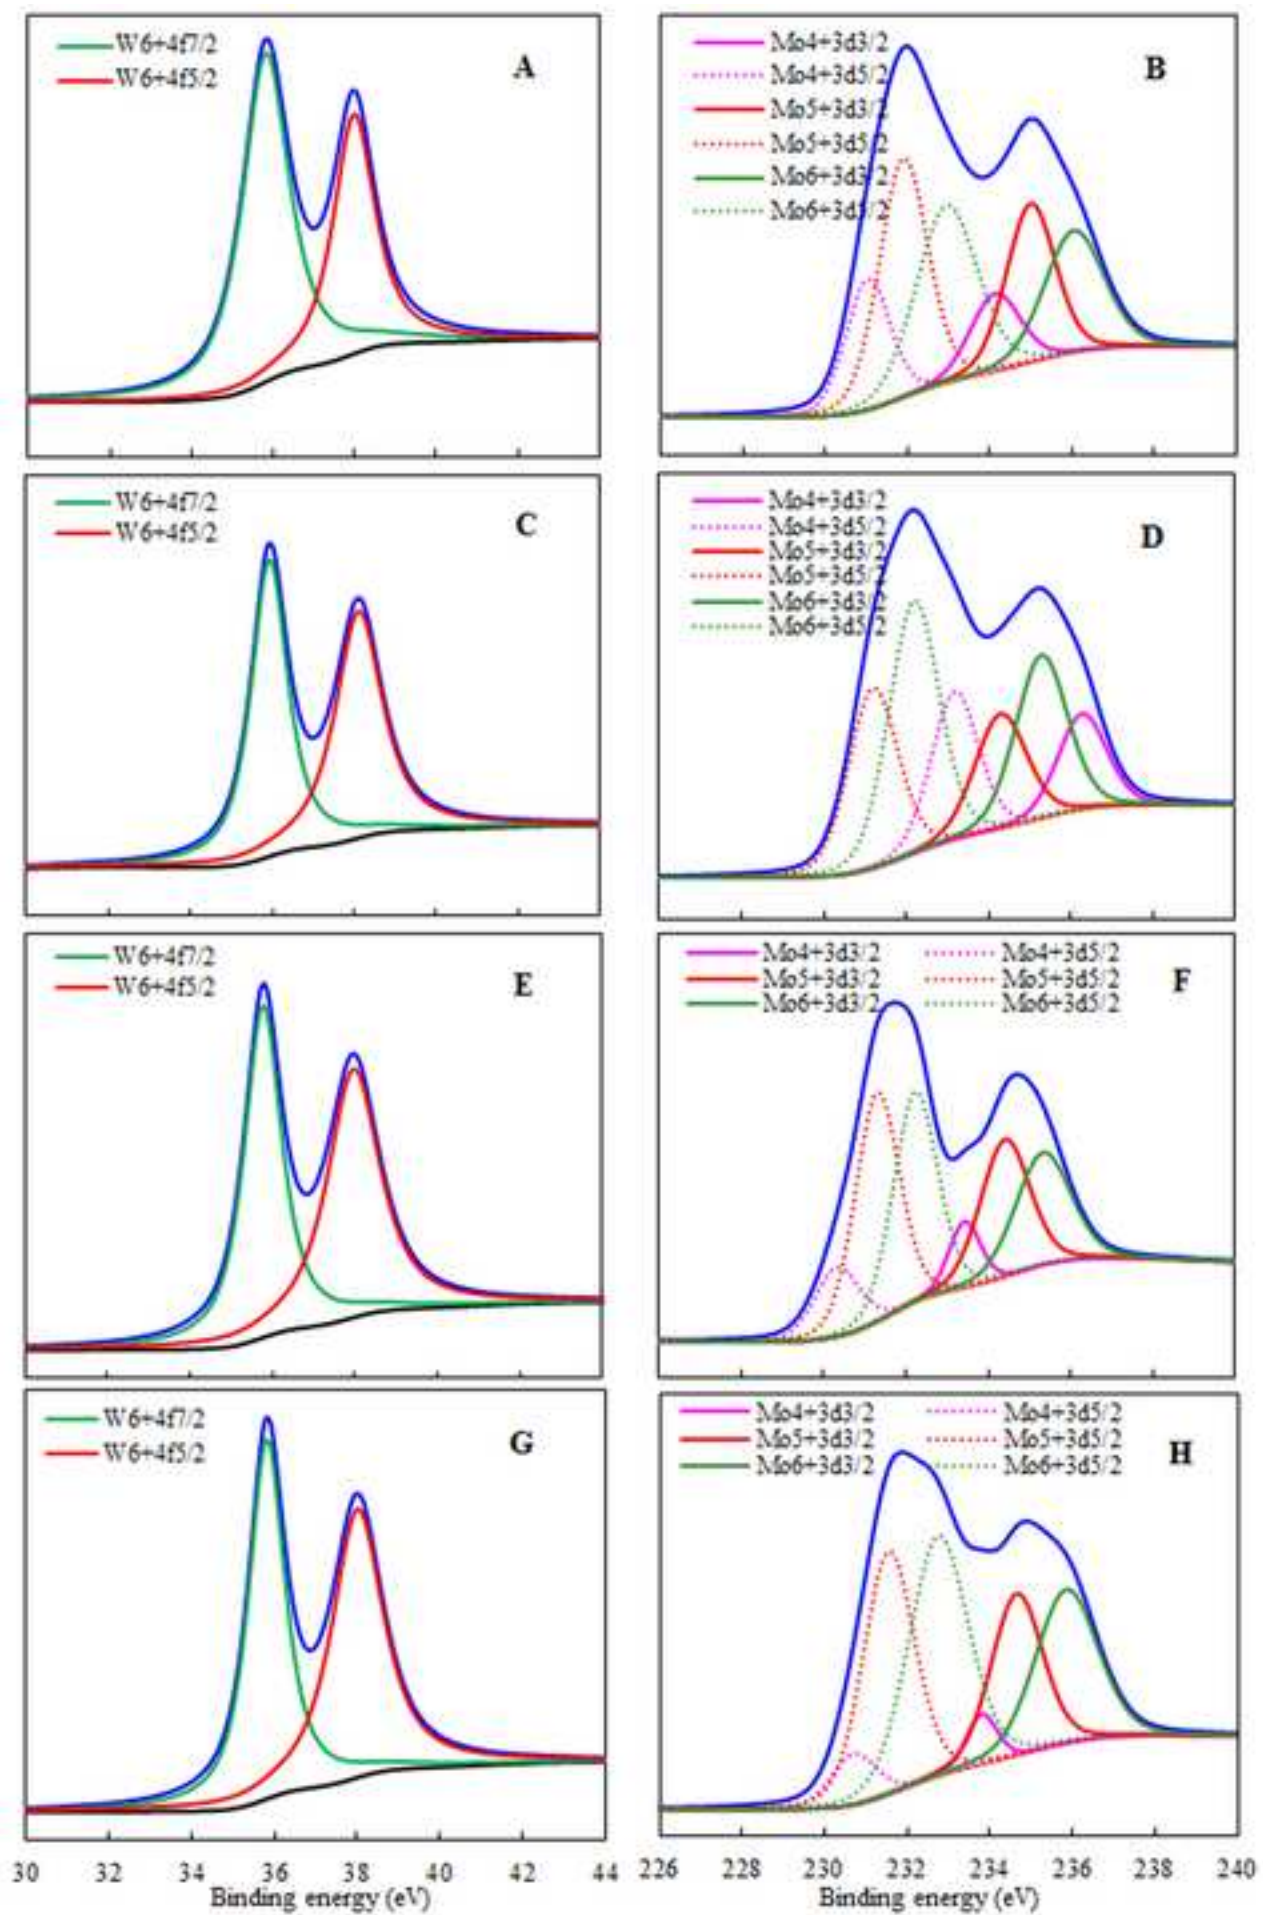 W6+4f7/2
W6+4f5/2
A
Mo4+3d3/2
Mo4+3d5/2
Mo5+3d3/2
Mo5+3d5/2
Mo6+3d3/2
Mo6+3d5/2
B
W6+4f7/2
W6+4f5/2
C
Mo4+3d3/2
Mo4+3d5/2
Mo5+3d3/2
Mo5+3d5/2
Mo6+3d3/2
Mo6+3d5/2
D
W6+4f7/2
W6+4f5/2
E
Mo4+3d3/2 Mo4+3d5/2
Mo5+3d3/2 Mo5+3d5/2
Mo6+3d3/2 Mo6+3d5/2
F
W6+4f7/2
W6+4f5/2
G
Mo4+3d3/2 Mo4+3d5/2
Mo5+3d3/2 Mo5+3d5/2
Mo6+3d3/2 Mo6+3d5/2
H
30 32 34 36 38 40 42 44
Binding energy (eV)
226 228 230 232 234 236 238 240
Binding energy (eV)